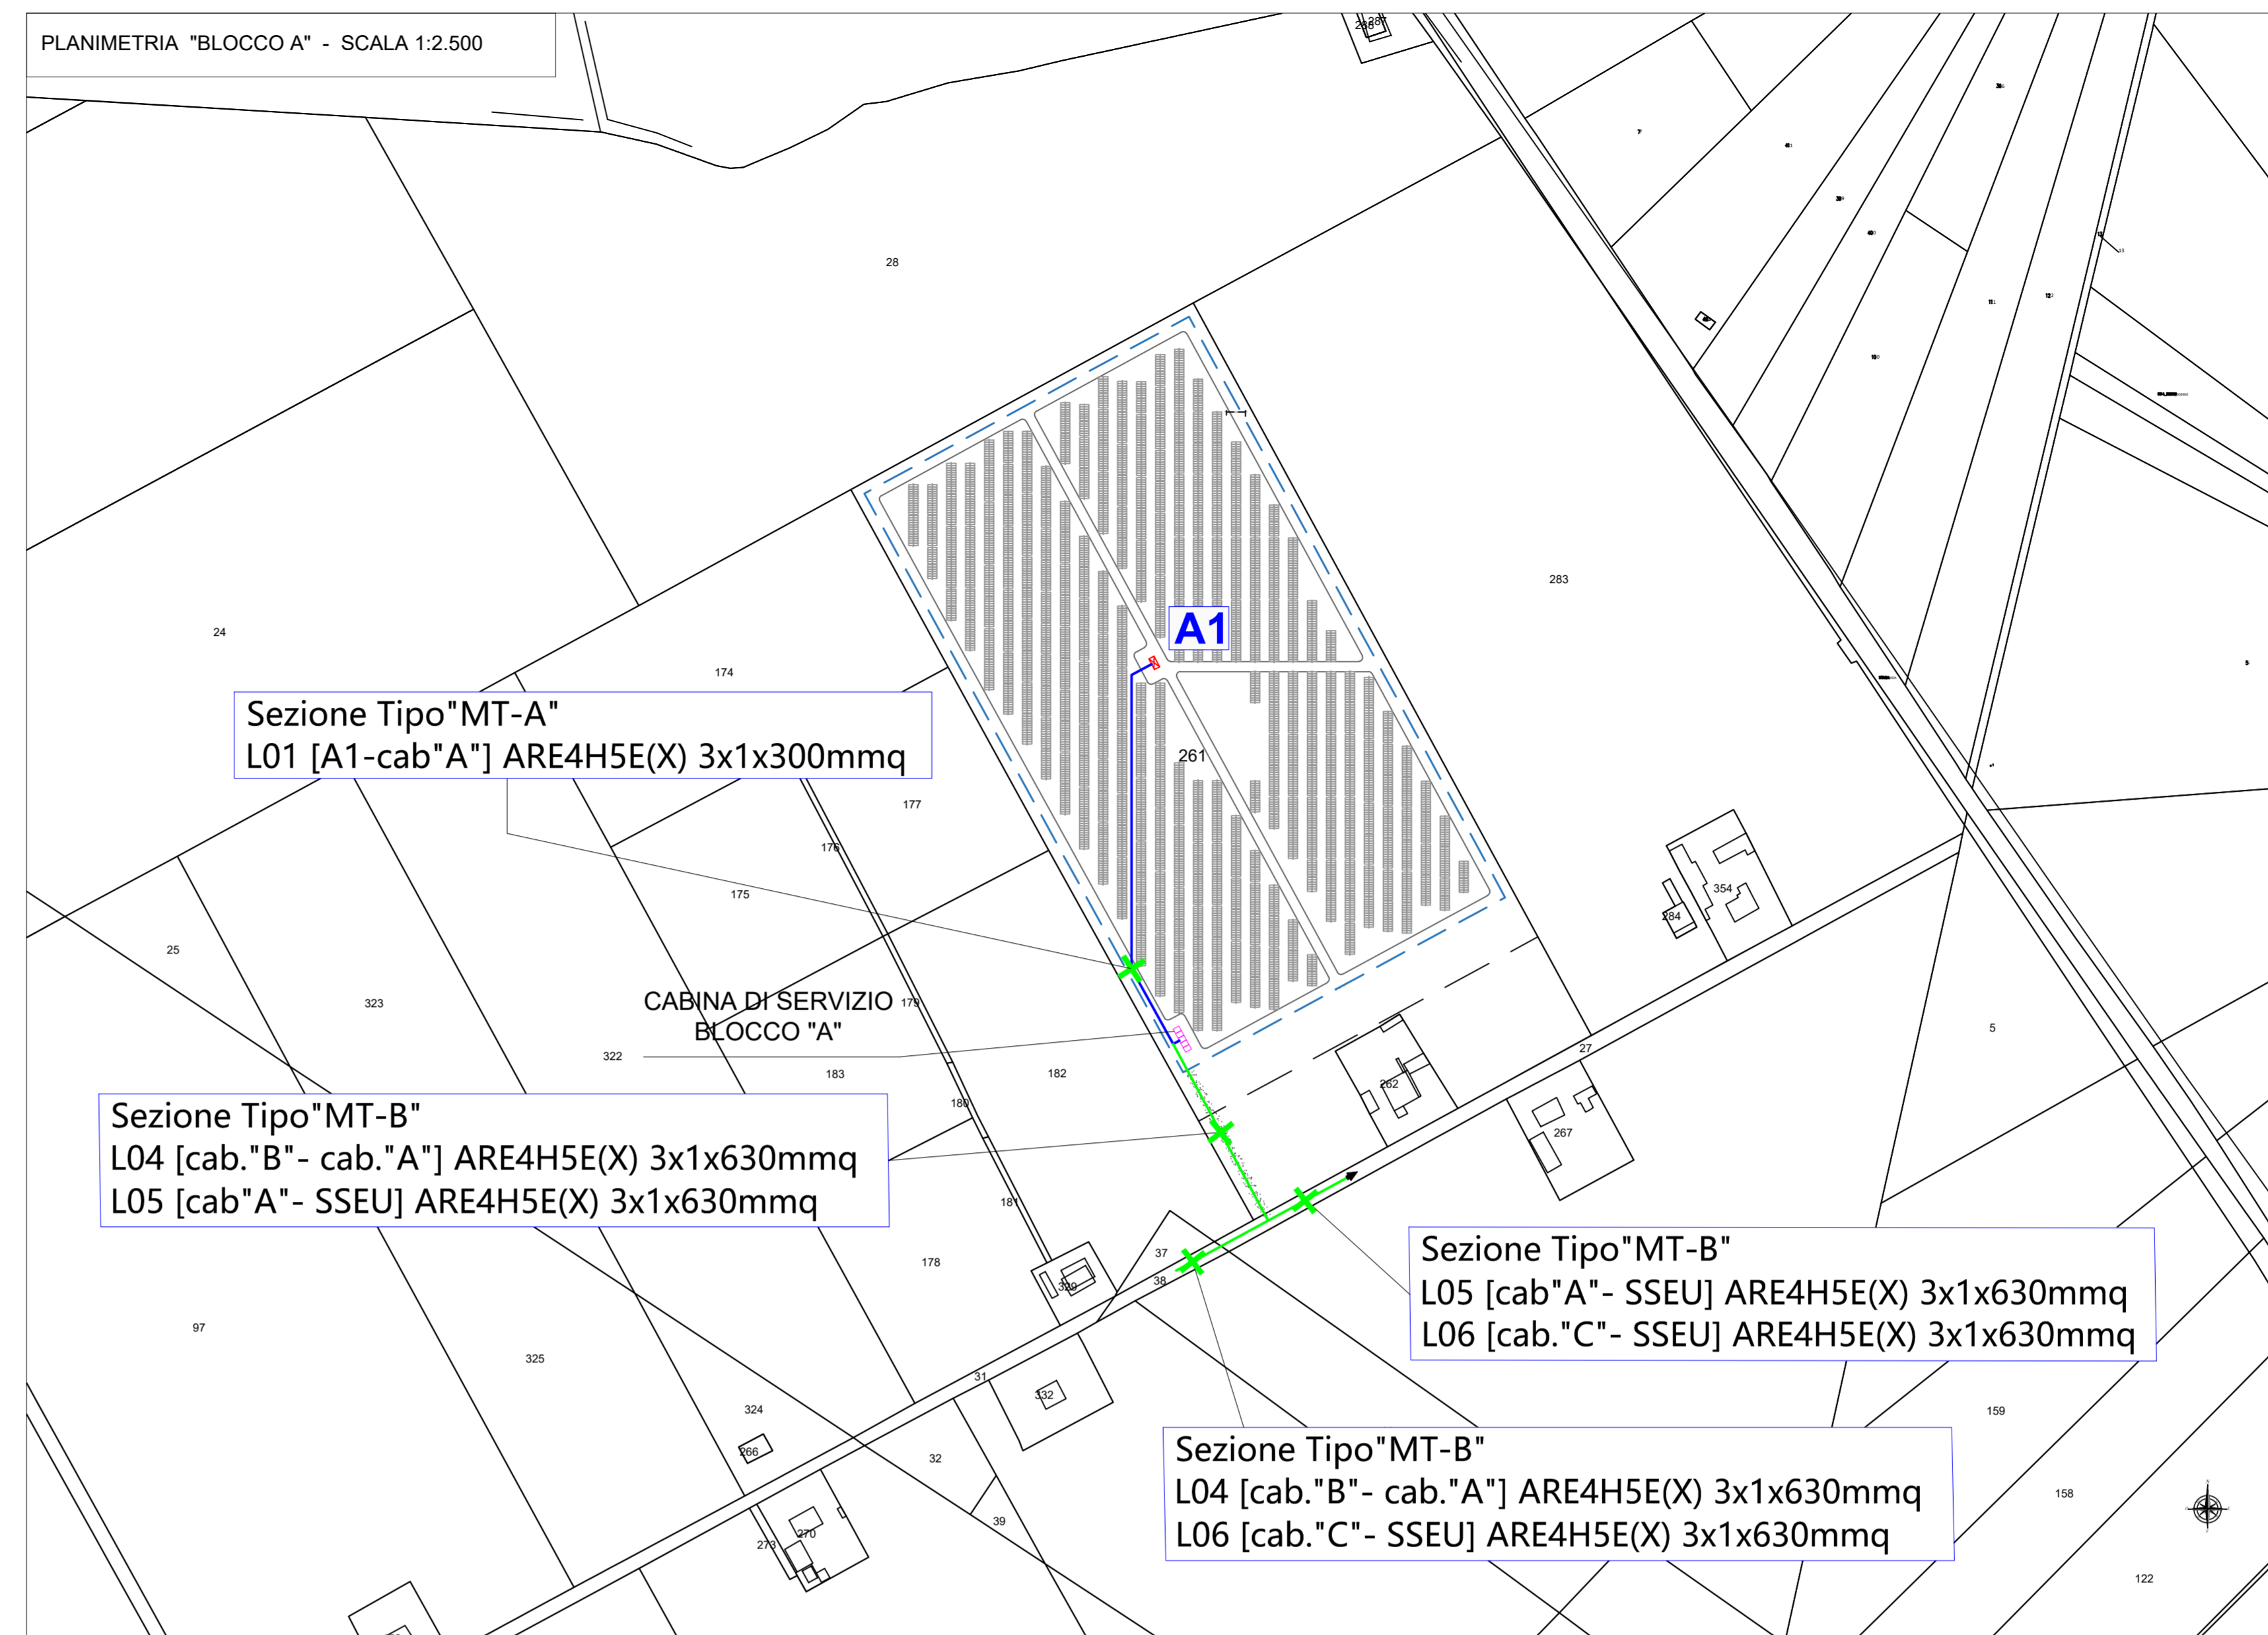 PLANIMETRIA "BLOCCO A" - SCALA 1:2.500
287
28
283
24
174
A1
Sezione Tipo"MT-A"
L01 [A1-cab"A"] ARE4H5E(X) 3x1x300mmq
261
177
176
175
354
284
25
323
CABINA DI SERVIZIO
BLOCCO "A"
179
322
183
182
5
27
262
267
180
Sezione Tipo"MT-B"
L04 [cab."B"- cab."A"] ARE4H5E(X) 3x1x630mmq
L05 [cab"A"- SSEU] ARE4H5E(X) 3x1x630mmq
181
178
37
38
329
Sezione Tipo"MT-B"
L05 [cab"A"- SSEU] ARE4H5E(X) 3x1x630mmq
L06 [cab."C"- SSEU] ARE4H5E(X) 3x1x630mmq
97
325
31
332
324
266
159
32
Sezione Tipo"MT-B"
L04 [cab."B"- cab."A"] ARE4H5E(X) 3x1x630mmq
L06 [cab."C"- SSEU] ARE4H5E(X) 3x1x630mmq
158
39
270
273
122